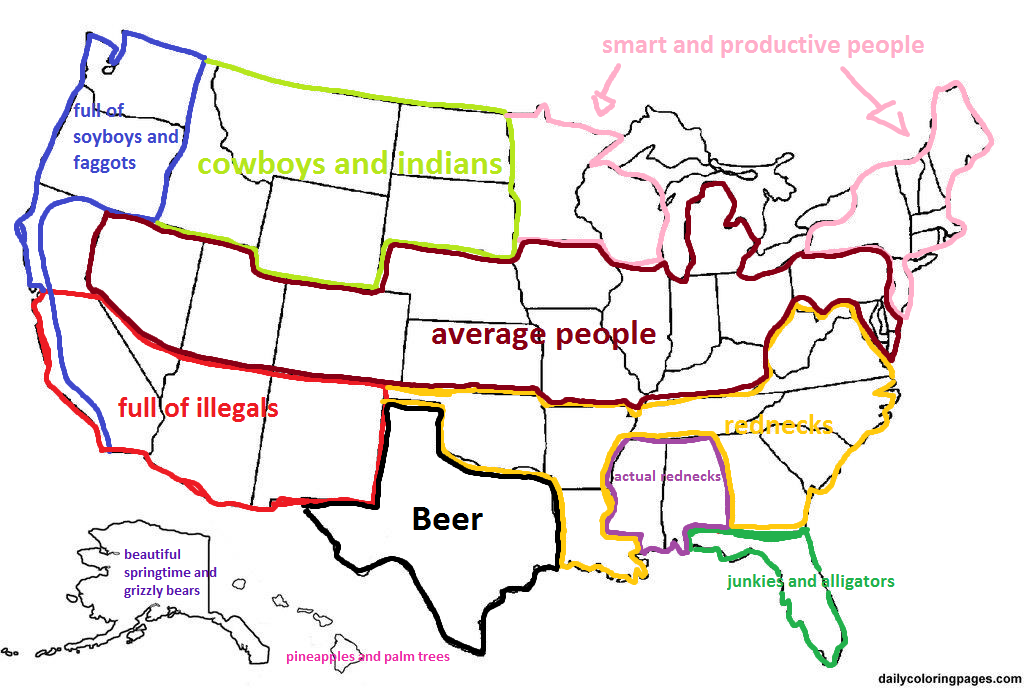 smart and productive people
full of
soyboys and
faggots
cowboys and indians
average people
full of illegals
rednecks
actual rednecks
Beer
beautiful
springtime and
grizzly bears
junkies and alligators
pineapples and palm trees
dailycoloringpages.com